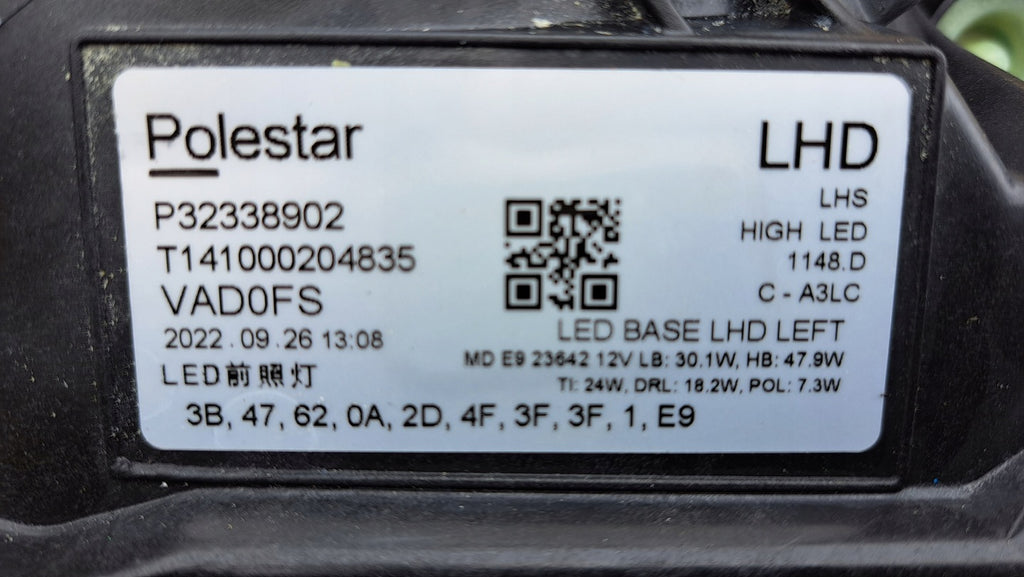 Polestar
LHD
P32338902
LHS
T141000204835
HIGH LED
VAD0FS
1148.D
C - A3LC
2022.09.26 13:08
LED BASE LHD LEFT
LED前照灯
MD E9 23642 12V LB: 30.1W, HB: 47.9W
TI: 24W, DRL: 18.2W, POL: 7.3W
3B, 47, 62, 0A, 2D, 4F, 3F, 3F, 1, E9